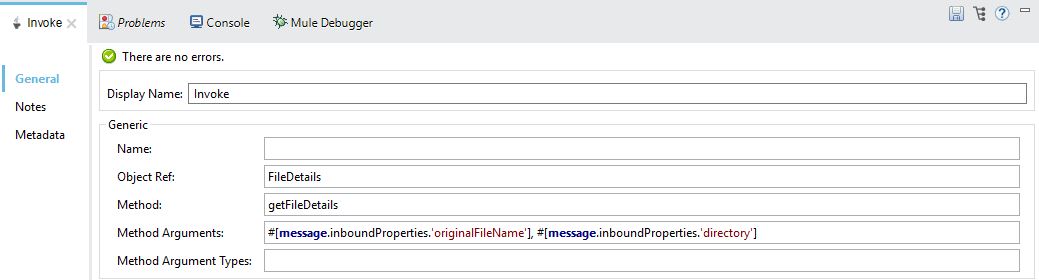 Invoke Problems Console Mule Debugger
There are no errors.
General
Display Name: Invoke
Notes
Generic
Metadata
Name:
Object Ref: FileDetails
Method: getFileDetails
Method Arguments: #[message.inboundProperties.'originalFileName'], #[message.inboundProperties.'directory']
Method Argument Types: